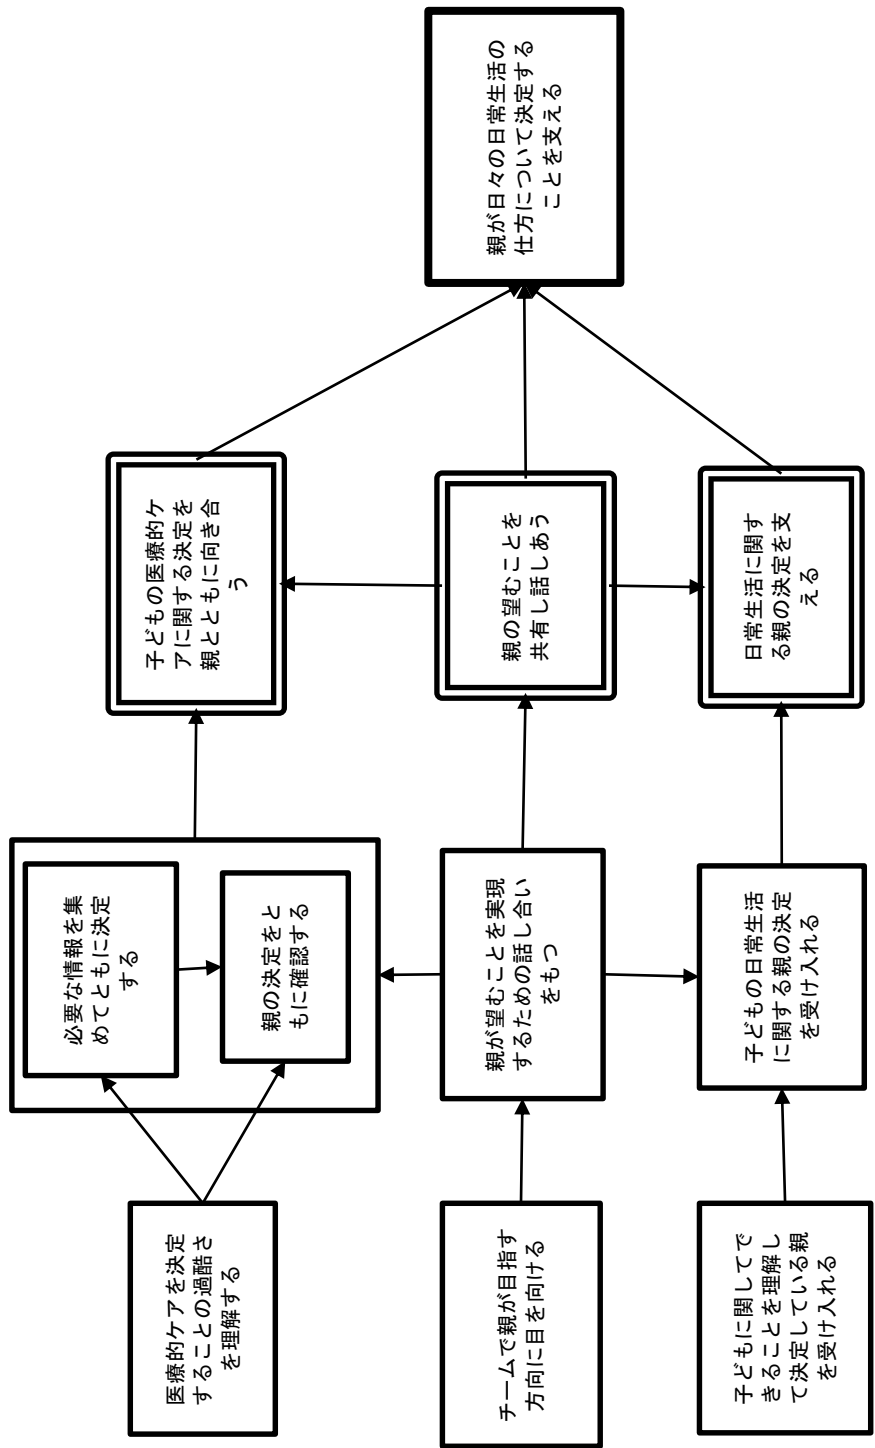 医療的ケアを決定
することの過酷さ
を理解する
チームで親が目指す
方向に目を向ける
子どもに関してで
きることを理解し
て決定している親
を受け入れる
必要な情報を集
めてともに決定
する
親の決定をと
もに確認する
親が望むことを実現
するための話し合い
をもつ
子どもの日常生活
に関する親の決定
を受け入れる
子どもの医療的ケ
アに関する決定を
親とともに向き合
う
親の望むことを
共有し話しあう
日常生活に関す
る親の決定を支
える
親が日々の日常生活の
仕方について決定する
ことを支える